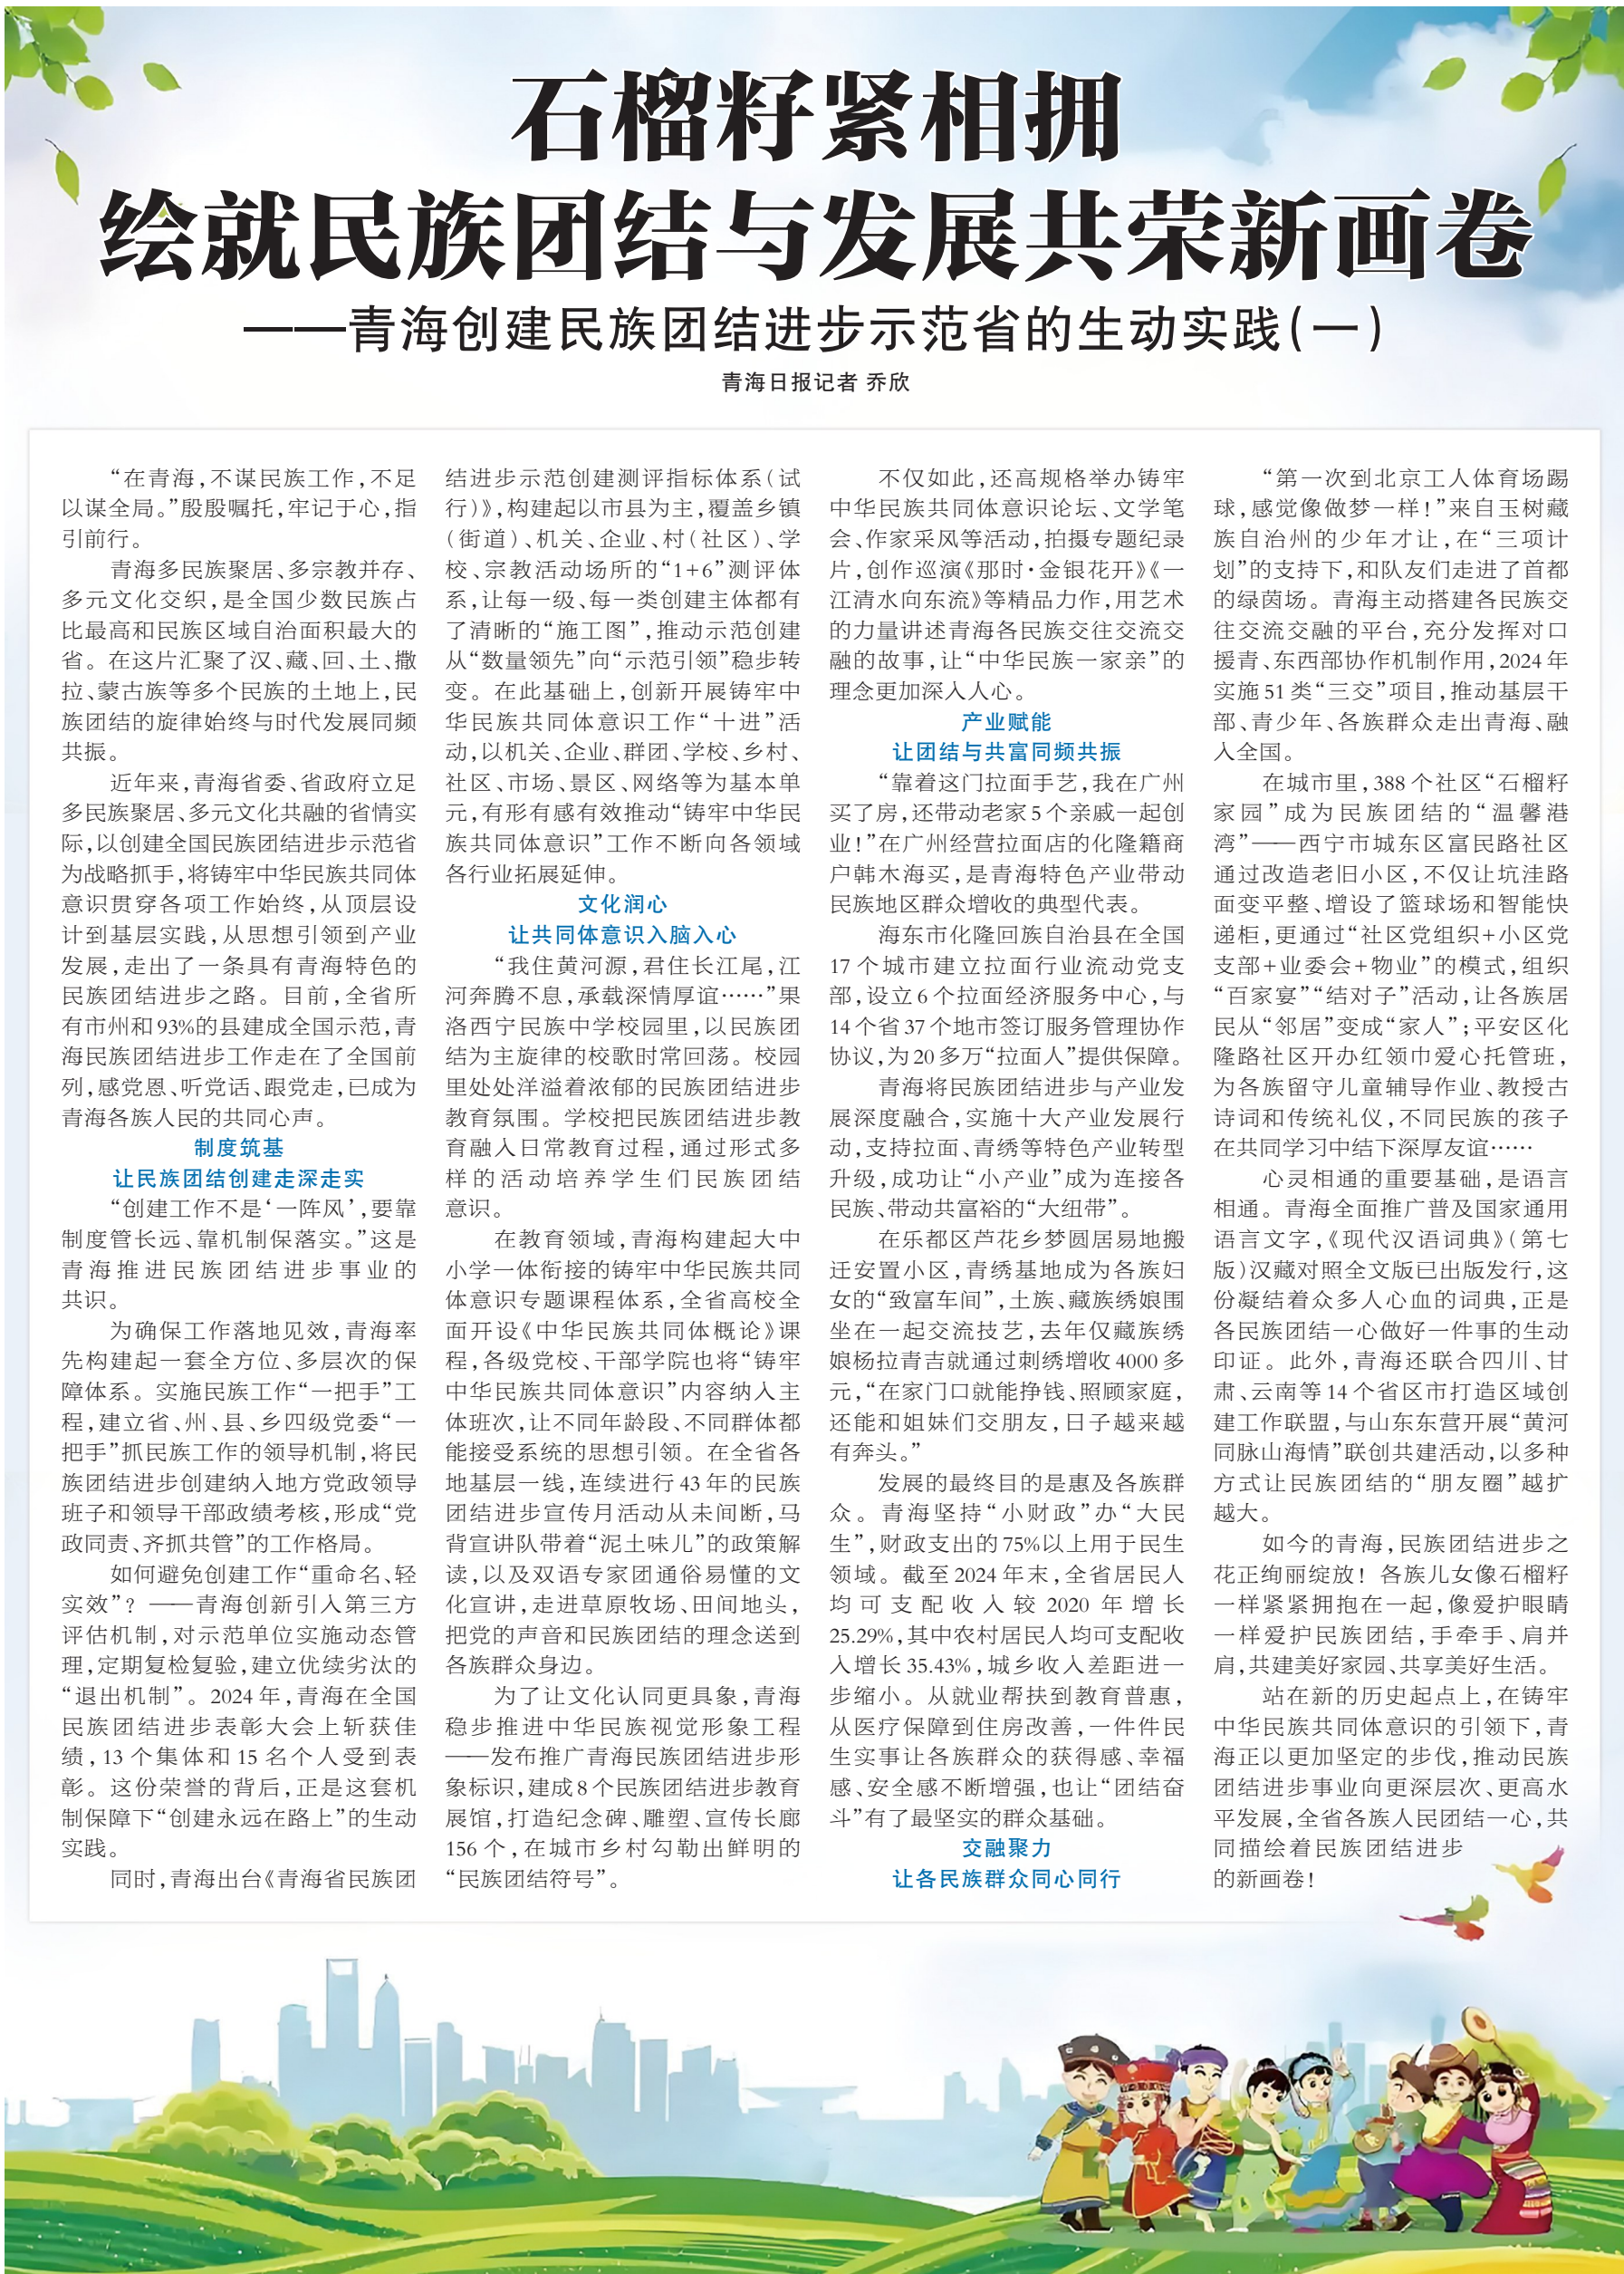 石榴籽紧相拥
绘就民族团结与发展共荣新画卷
——青海创建民族团结进步示范省的生动实践(一)
青海日报记者 乔欣
“在青海,不谋民族工作,不足
以谋全局。”殷殷嘱托,牢记于心,指
引前行。
青海多民族聚居、多宗教并存、
多元文化交织,是全国少数民族占
比最高和民族区域自治面积最大的
省。在这片汇聚了汉、藏、回、土、撒
拉、蒙古族等多个民族的土地上,民
族团结的旋律始终与时代发展同频
共振。
近年来,青海省委、省政府立足
多民族聚居、多元文化共融的省情实
际,以创建全国民族团结进步示范省
为战略抓手,将铸牢中华民族共同体
意识贯穿各项工作始终,从顶层设
计到基层实践,从思想引领到产业
发展,走出了一条具有青海特色的
民族团结进步之路。目前,全省所
有市州和93%的县建成全国示范,青
海民族团结进步工作走在了全国前
列,感党恩、听党话、跟党走,已成为
青海各族人民的共同心声。
制度筑基
让民族团结创建走深走实
“创建工作不是‘一阵风’,要靠
制度管长远、靠机制保落实。”这是
青海推进民族团结进步事业的
共识。
为确保工作落地见效,青海率
先构建起一套全方位、多层次的保
障体系。实施民族工作“一把手”工
程,建立省、州、县、乡四级党委“一
把手”抓民族工作的领导机制,将民
族团结进步创建纳入地方党政领导
班子和领导干部政绩考核,形成“党
政同责、齐抓共管”的工作格局。
如何避免创建工作“重命名、轻
实效”？——青海创新引入第三方
评估机制,对示范单位实施动态管
理,定期复检复验,建立优续劣汰的
“退出机制”。2024年,青海在全国
民族团结进步表彰大会上斩获佳
绩,13个集体和15名个人受到表
彰。这份荣誉的背后,正是这套机
制保障下“创建永远在路上”的生动
实践。
同时,青海出台《青海省民族团
结进步示范创建测评指标体系(试
行)》,构建起以市县为主,覆盖乡镇
(街道)、机关、企业、村(社区)、学
校、宗教活动场所的“1+6”测评体
系,让每一级、每一类创建主体都有
了清晰的“施工图”,推动示范创建
从“数量领先”向“示范引领”稳步转
变。在此基础上,创新开展铸牢中
华民族共同体意识工作“十进”活
动,以机关、企业、群团、学校、乡村、
社区、市场、景区、网络等为基本单
元,有形有感有效推动“铸牢中华民
族共同体意识”工作不断向各领域
各行业拓展延伸。
文化润心
让共同体意识入脑入心
“我住黄河源,君住长江尾,江
河奔腾不息,承载深情厚谊……”果
洛西宁民族中学校园里,以民族团
结为主旋律的校歌时常回荡。校园
里处处洋溢着浓郁的民族团结进步
教育氛围。学校把民族团结进步教
育融入日常教育过程,通过形式多
样的活动培养学生们民族团结
意识。
在教育领域,青海构建起大中
小学一体衔接的铸牢中华民族共同
体意识专题课程体系,全省高校全
面开设《中华民族共同体概论》课
程,各级党校、干部学院也将“铸牢
中华民族共同体意识”内容纳入主
体班次,让不同年龄段、不同群体都
能接受系统的思想引领。在全省各
地基层一线,连续进行43年的民族
团结进步宣传月活动从未间断,马
背宣讲队带着“泥土味儿”的政策解
读,以及双语专家团通俗易懂的文
化宣讲,走进草原牧场、田间地头,
把党的声音和民族团结的理念送到
各族群众身边。
为了让文化认同更具象,青海
稳步推进中华民族视觉形象工程
——发布推广青海民族团结进步形
象标识,建成8个民族团结进步教育
展馆,打造纪念碑、雕塑、宣传长廊
156个,在城市乡村勾勒出鲜明的
“民族团结符号”。
不仅如此,还高规格举办铸牢
中华民族共同体意识论坛、文学笔
会、作家采风等活动,拍摄专题纪录
片,创作巡演《那时·金银花开》《一
江清水向东流》等精品力作,用艺术
的力量讲述青海各民族交往交流交
融的故事,让“中华民族一家亲”的
理念更加深入人心。
产业赋能
让团结与共富同频共振
“靠着这门拉面手艺,我在广州
买了房,还带动老家5个亲戚一起创
业!”在广州经营拉面店的化隆籍商
户韩木海买,是青海特色产业带动
民族地区群众增收的典型代表。
海东市化隆回族自治县在全国
17个城市建立拉面行业流动党支
部,设立6个拉面经济服务中心,与
14个省37个地市签订服务管理协作
协议,为20多万“拉面人”提供保障。
青海将民族团结进步与产业发
展深度融合,实施十大产业发展行
动,支持拉面、青绣等特色产业转型
升级,成功让“小产业”成为连接各
民族、带动共富裕的“大纽带”。
在乐都区芦花乡梦圆居易地搬
迁安置小区,青绣基地成为各族妇
女的“致富车间”,土族、藏族绣娘围
坐在一起交流技艺,去年仅藏族绣
娘杨拉青吉就通过刺绣增收4000多
元,“在家门口就能挣钱、照顾家庭,
还能和姐妹们交朋友,日子越来越
有奔头。”
发展的最终目的是惠及各族群
众。青海坚持“小财政”办“大民
生”,财政支出的75%以上用于民生
领域。截至2024年末,全省居民人
均可支配收入较2020年增长
25.29%,其中农村居民人均可支配收
入增长35.43%,城乡收入差距进一
步缩小。从就业帮扶到教育普惠,
从医疗保障到住房改善,一件件民
生实事让各族群众的获得感、幸福
感、安全感不断增强,也让“团结奋
斗”有了最坚实的群众基础。
交融聚力
让各民族群众同心同行
“第一次到北京工人体育场踢
球,感觉像做梦一样!”来自玉树藏
族自治州的少年才让,在“三项计
划”的支持下,和队友们走进了首都
的绿茵场。青海主动搭建各民族交
往交流交融的平台,充分发挥对口
援青、东西部协作机制作用,2024年
实施51类“三交”项目,推动基层干
部、青少年、各族群众走出青海、融
入全国。
在城市里,388个社区“石榴籽
家园”成为民族团结的“温馨港
湾”——西宁市城东区富民路社区
通过改造老旧小区,不仅让坑洼路
面变平整、增设了篮球场和智能快
递柜,更通过“社区党组织+小区党
支部+业委会+物业”的模式,组织
“百家宴”“结对子”活动,让各族居
民从“邻居”变成“家人”;平安区化
隆路社区开办红领巾爱心托管班,
为各族留守儿童辅导作业、教授古
诗词和传统礼仪,不同民族的孩子
在共同学习中结下深厚友谊……
心灵相通的重要基础,是语言
相通。青海全面推广普及国家通用
语言文字,《现代汉语词典》(第七
版)汉藏对照全文版已出版发行,这
份凝结着众多人心血的词典,正是
各民族团结一心做好一件事的生动
印证。此外,青海还联合四川、甘
肃、云南等14个省区市打造区域创
建工作联盟,与山东东营开展“黄河
同脉山海情”联创共建活动,以多种
方式让民族团结的“朋友圈”越扩
越大。
如今的青海,民族团结进步之
花正绚丽绽放!各族儿女像石榴籽
一样紧紧拥抱在一起,像爱护眼睛
一样爱护民族团结,手牵手、肩并
肩,共建美好家园、共享美好生活。
站在新的历史起点上,在铸牢
中华民族共同体意识的引领下,青
海正以更加坚定的步伐,推动民族
团结进步事业向更深层次、更高水
平发展,全省各族人民团结一心,共
同描绘着民族团结进步
的新画卷!